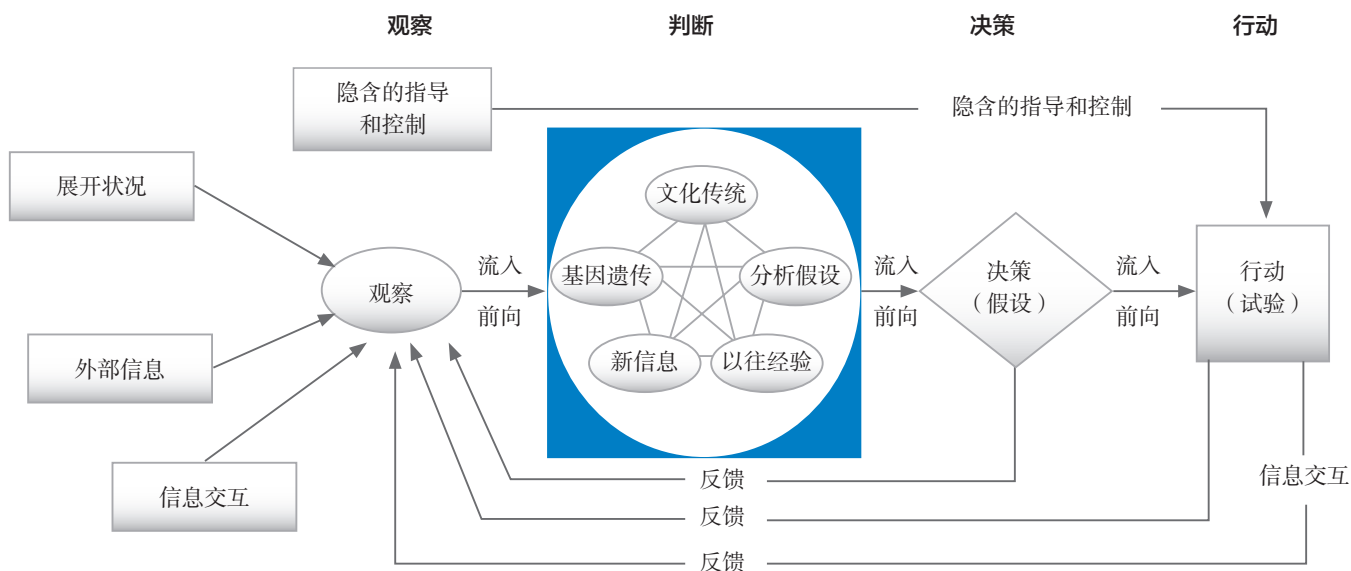 观察
判断
决策
行动
隐含的指导
和控制
隐含的指导和控制
展开状况
文化传统
基因遗传
分析假设
新信息
以往经验
观察
流入
前向
流入
前向
决策
（假设）
流入
前向
行动
（试验）
外部信息
信息交互
反馈
信息交互
反馈
反馈